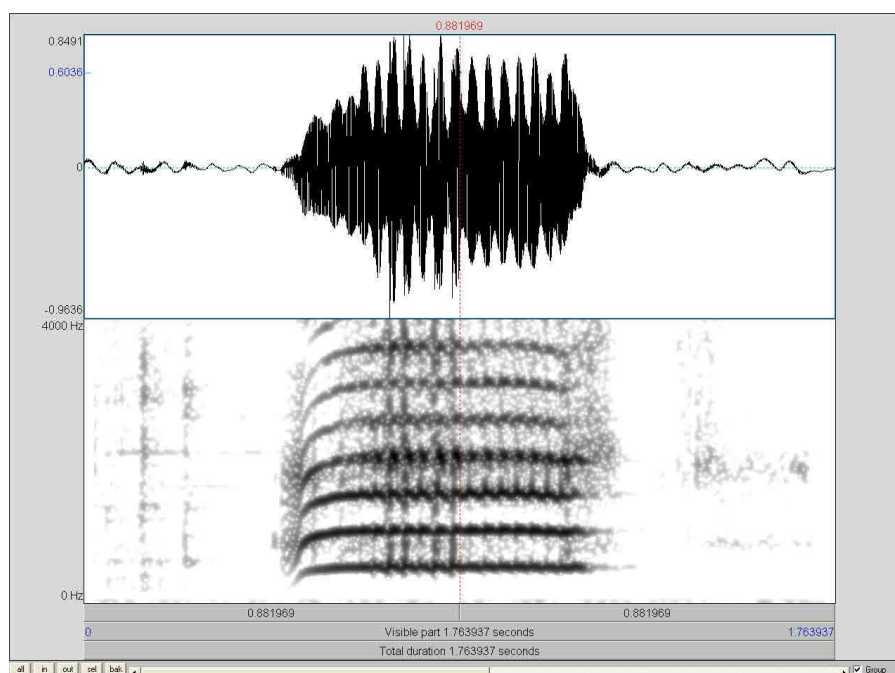 0.881969
0.8491
0.6036
0
-0.9636
4000 Hz
0 Hz
0.881969 0.881969
0 Visible part 1.763937 seconds 1.763937
Total duration 1.763937 seconds
all in out sel bak Group